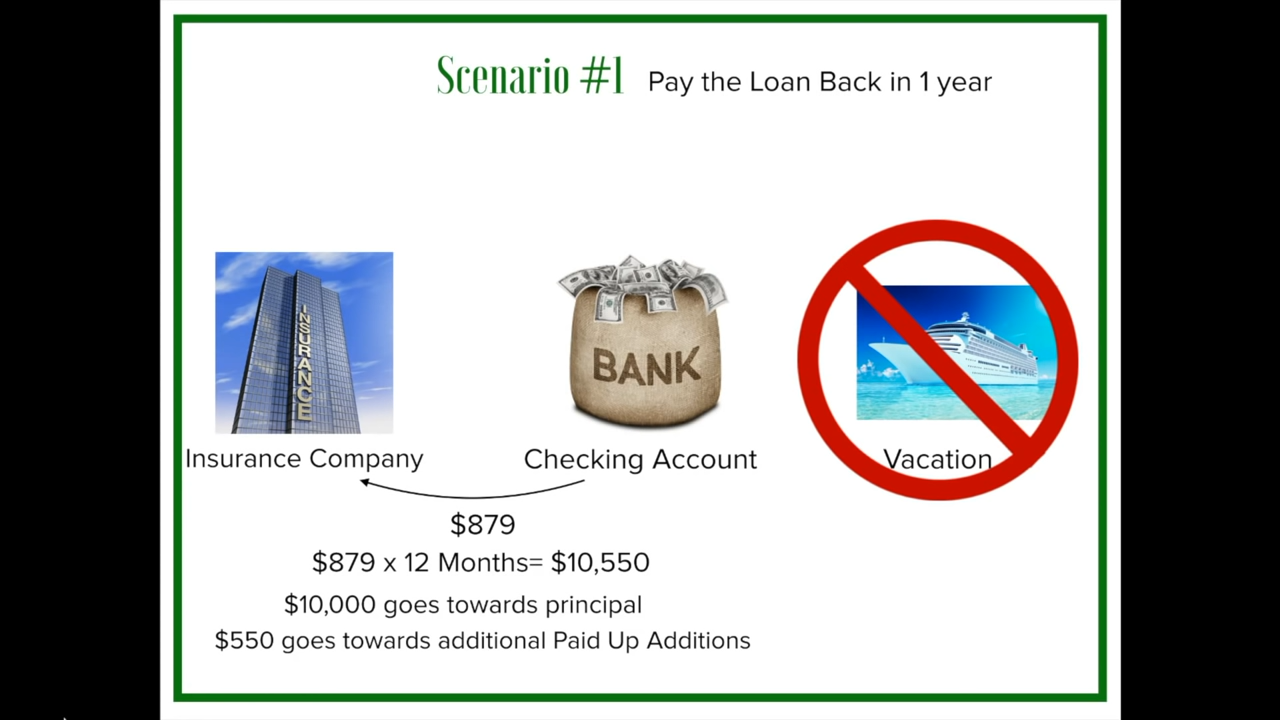 Scenario #1 Pay the Loan Back in 1 year
INSURANCE
BANK
Insurance Company
Checking Account
Vacation
$879
$879 x 12 Months= $10,550
$10,000 goes towards principal
$550 goes towards additional Paid Up Additions